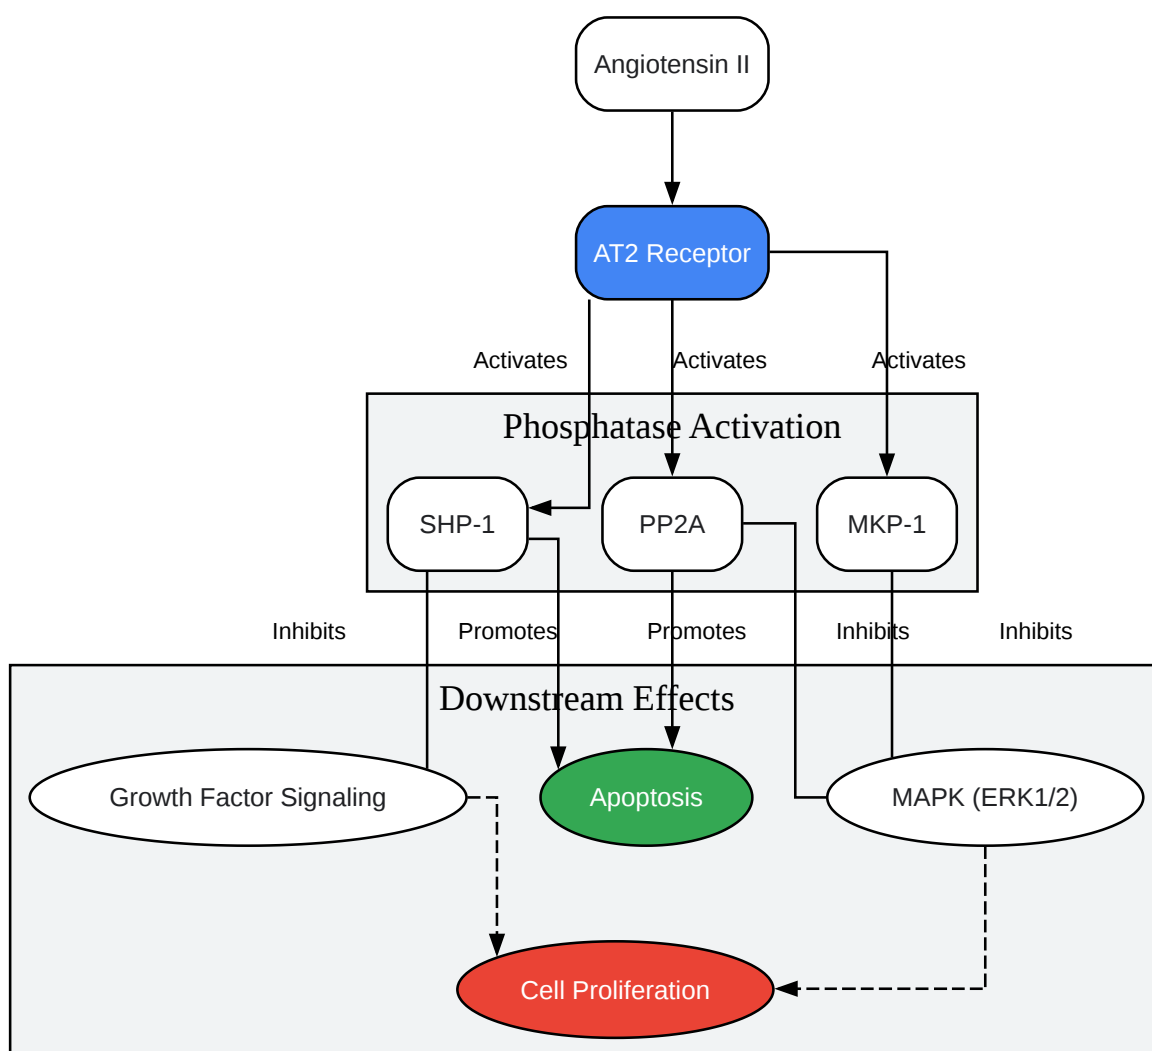 Angiotensin II
AT2 Receptor
Activates
Activates
Activates
Phosphatase Activation
SHP-1
PP2A
MKP-1
Inhibits
Promotes
Promotes
Inhibits
Inhibits
Downstream Effects
Growth Factor Signaling
Apoptosis
MAPK (ERK1/2)
Cell Proliferation